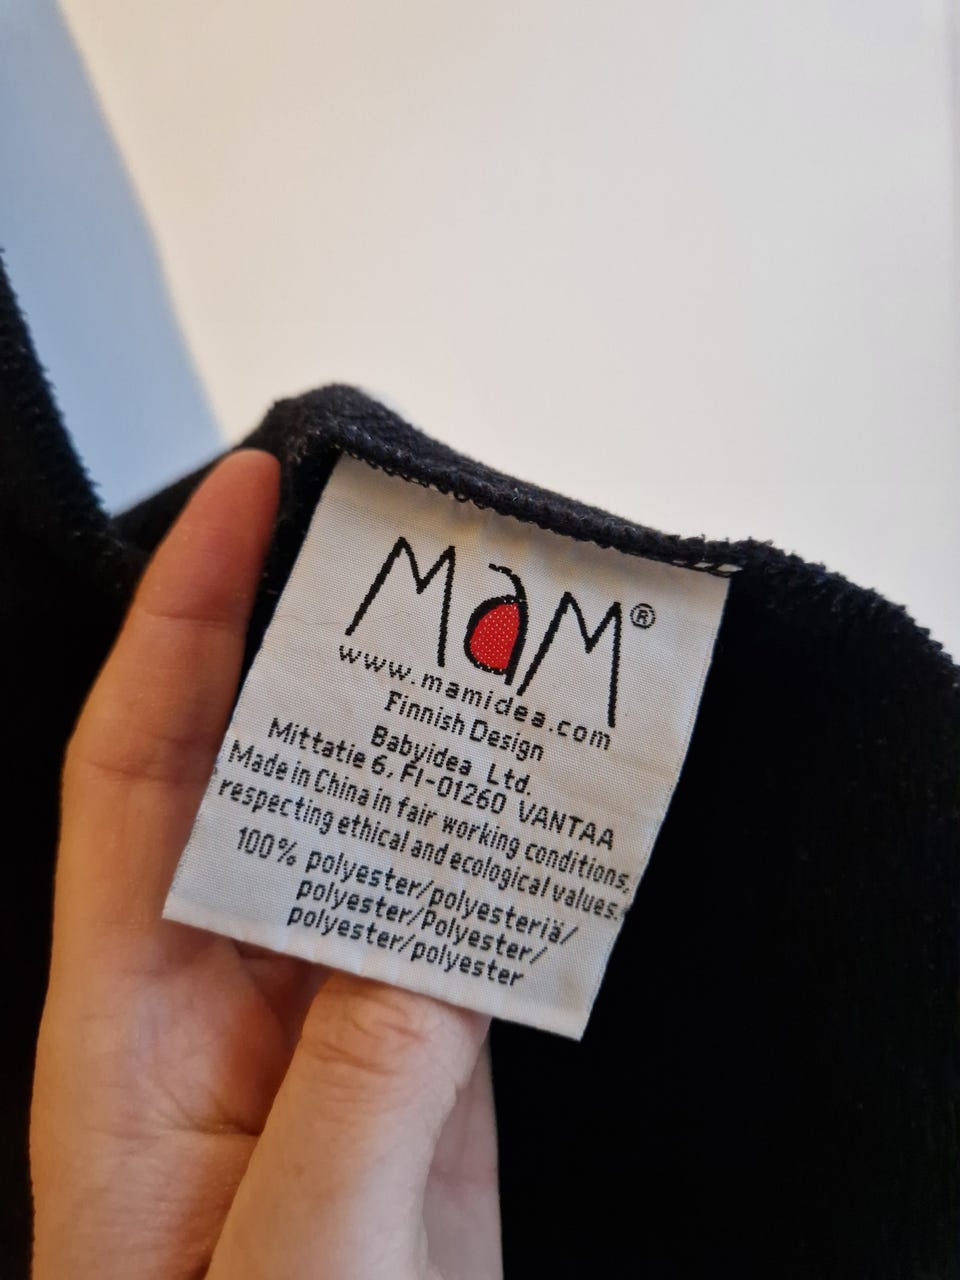 MaM®
www.mamidea.com
Finnish Design
Babyidea Ltd.
Mittatie 6, FI-01260 VANTAA
Made in China in fair working conditions,
respecting ethical and ecological values.
100% polyester/polyesteriä/
polyester/Polyester/
polyester/polyester